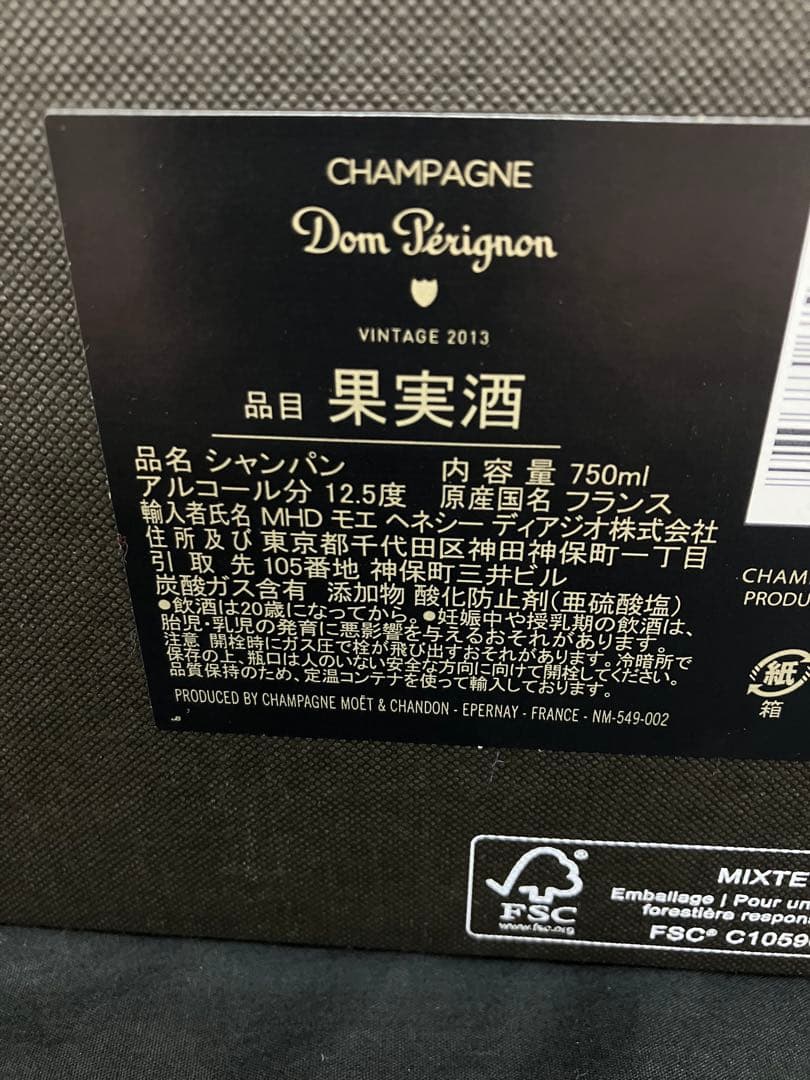 CHAMPAGNE
Dom Pérignon
VINTAGE 2013
品目 果実酒
品名 シャンパン 内容量 750ml
アルコール分 12.5度 原産国名 フランス
輸入者氏名 MHD モエ ヘネシー ディアジオ株式会社
住所及び 東京都千代田区神田神保町一丁目
引取先 105番地 神保町三井ビル
炭酸ガス含有 添加物 酸化防止剤(亜硫酸塩)
●飲酒は20歳になってから。●妊娠中や授乳期の飲酒は、
胎児・乳児の発育に悪影響を与えるおそれがあります。
注意 開栓時にガス圧で栓が飛び出すおそれがあります。冷暗所で
保存の上、瓶口は人のいない安全な方向に向けて開栓してください。
品質保持のため、定温コンテナを使って輸入しております。
PRODUCED BY CHAMPAGNE MOËT & CHANDON - EPERNAY - FRANCE - NM-549-002
CHAM
PRODU
紙
箱
FSC®
www.fsc.org
MIXTE
Emballage | Pour un
forestière respon
FSC® C1059